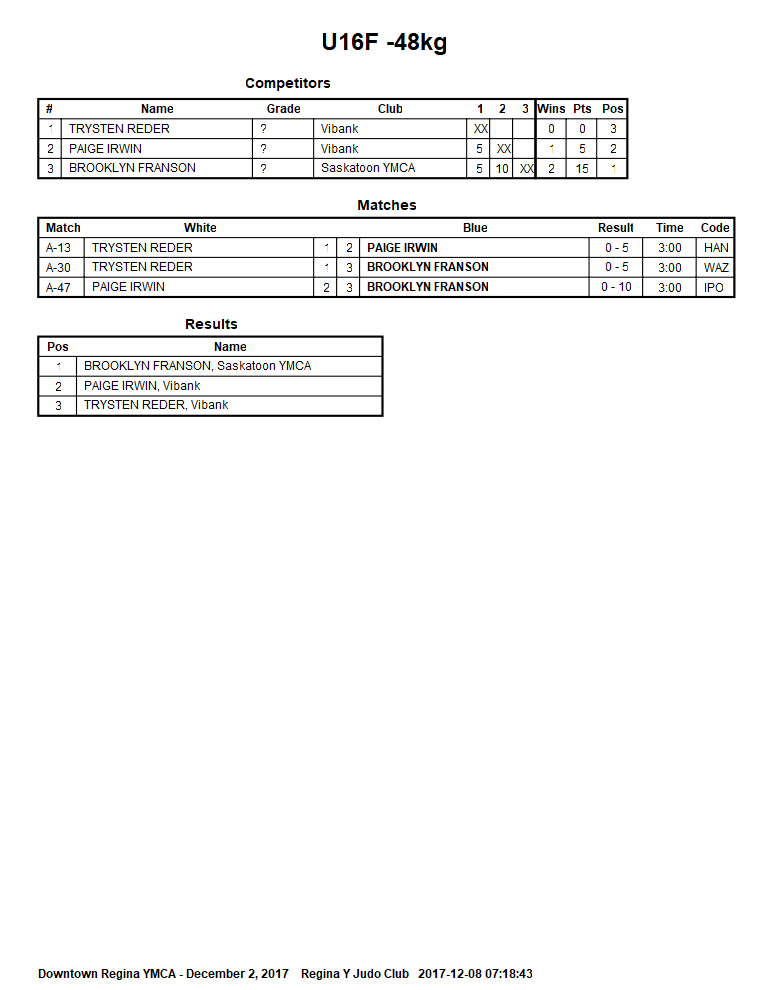 U16F -48kg
Competitors
# Name Grade Club 1 2 3 Wins Pts Pos
1 TRYSTEN REDER ? Vibank XX 0 0 3
2 PAIGE IRWIN ? Vibank 5 XX 1 5 2
3 BROOKLYN FRANSON ? Saskatoon YMCA 5 10 XX 2 15 1
Matches
Match White Blue Result Time Code
A-13 TRYSTEN REDER 1 2 PAIGE IRWIN 0 - 5 3:00 HAN
A-30 TRYSTEN REDER 1 3 BROOKLYN FRANSON 0 - 5 3:00 WAZ
A-47 PAIGE IRWIN 2 3 BROOKLYN FRANSON 0 - 10 3:00 IPO
Results
Pos Name
1 BROOKLYN FRANSON, Saskatoon YMCA
2 PAIGE IRWIN, Vibank
3 TRYSTEN REDER, Vibank
Downtown Regina YMCA - December 2, 2017 Regina Y Judo Club 2017-12-08 07:18:43